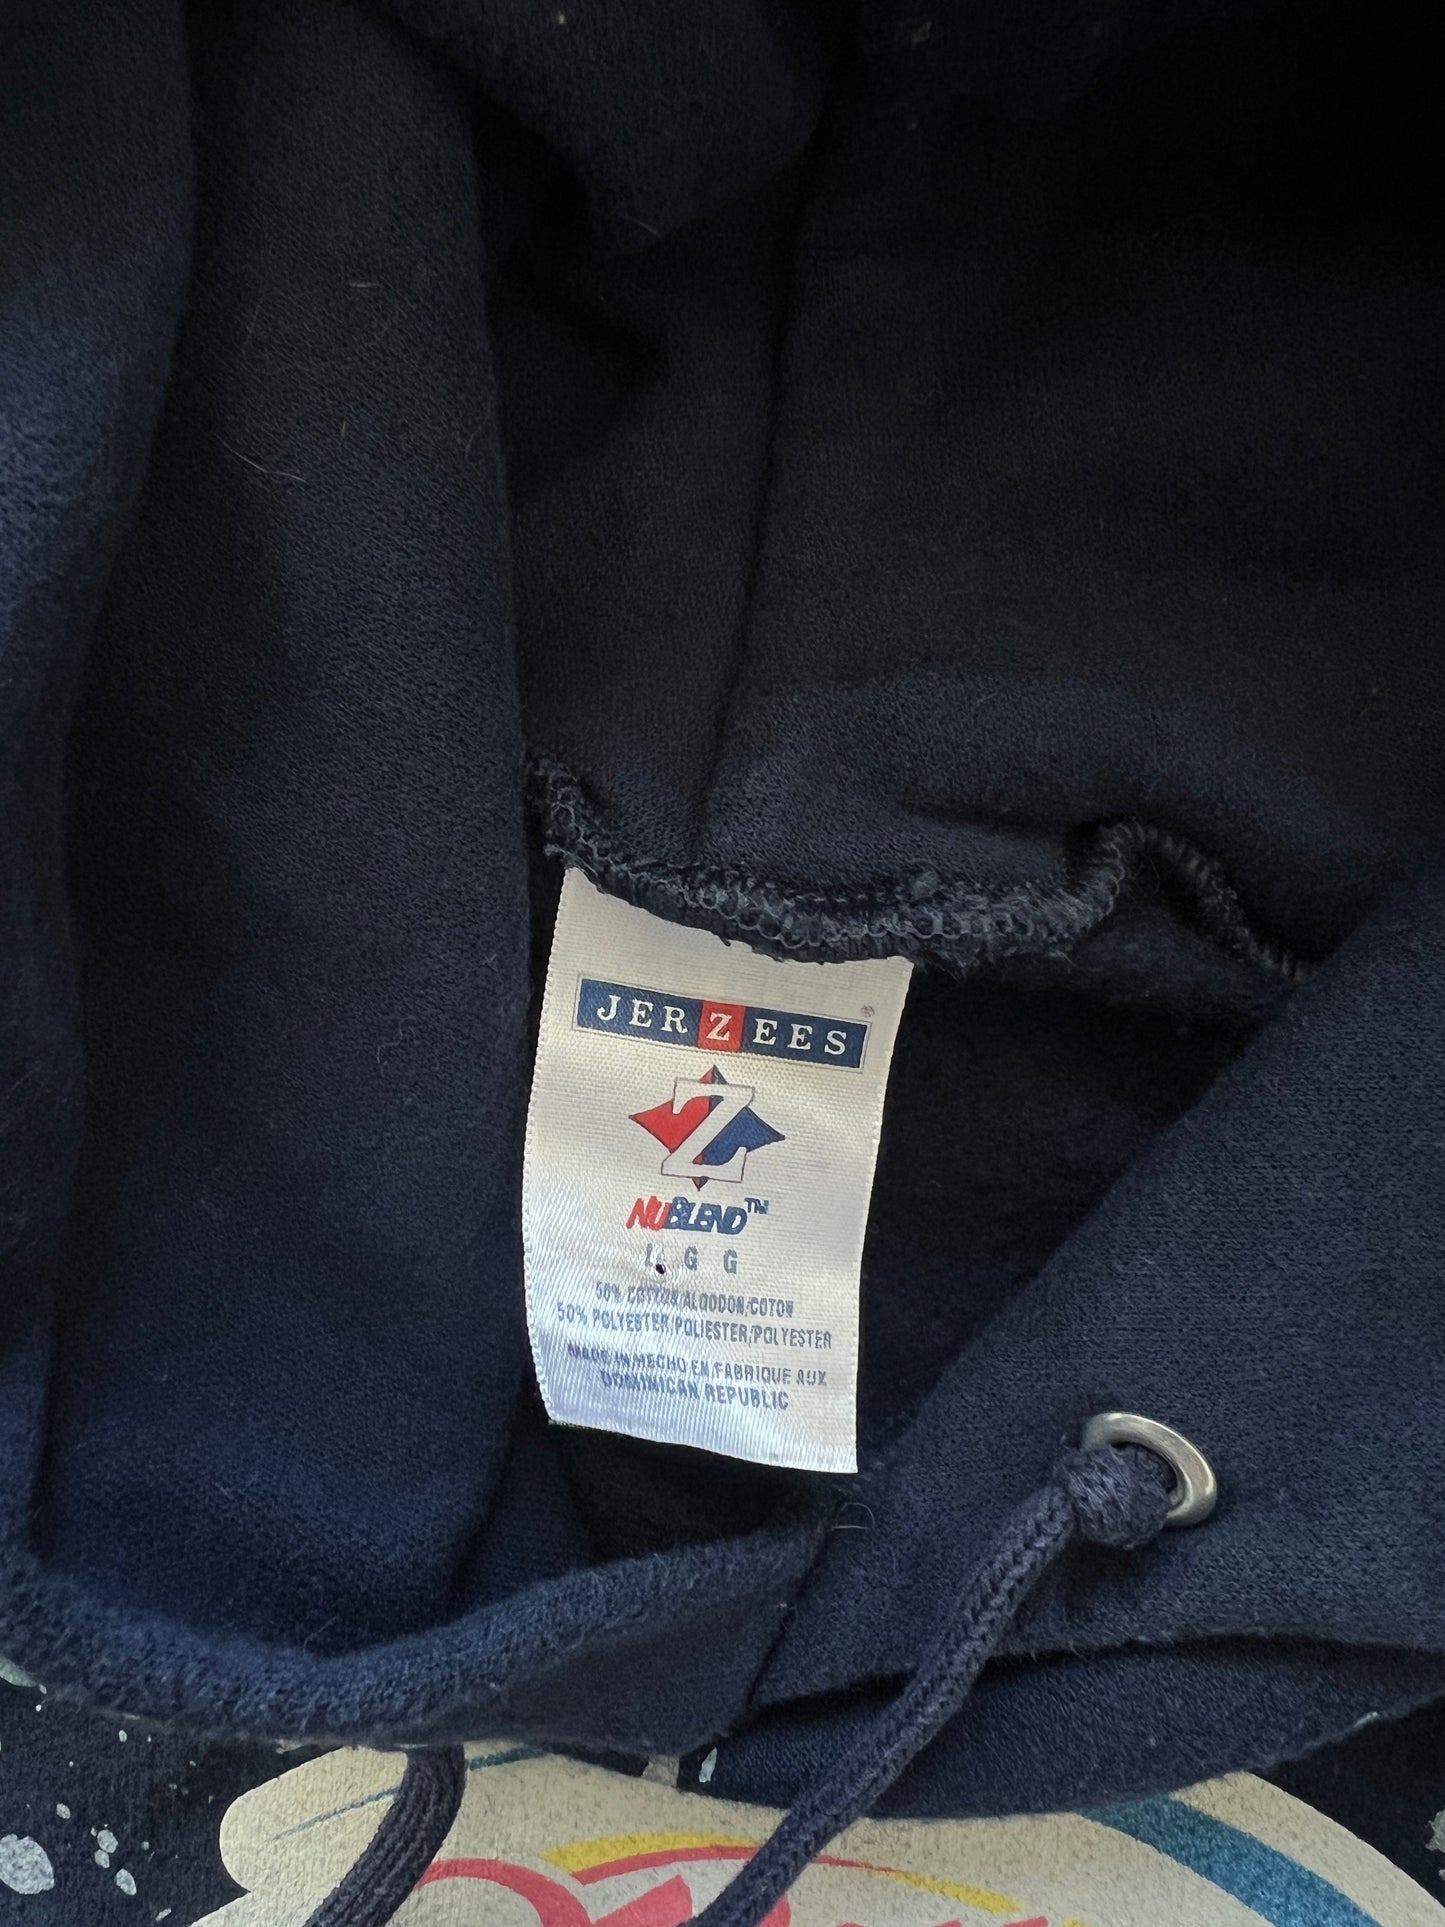 JERZEES ®
Z
NUBLEND™
L G G
50% COTTON/ALGODON/COTON
50% POLYESTER/POLIESTER/POLYESTER
MADE IN/HECHO EN/FABRIQUE AUX
DOMINICAN REPUBLIC